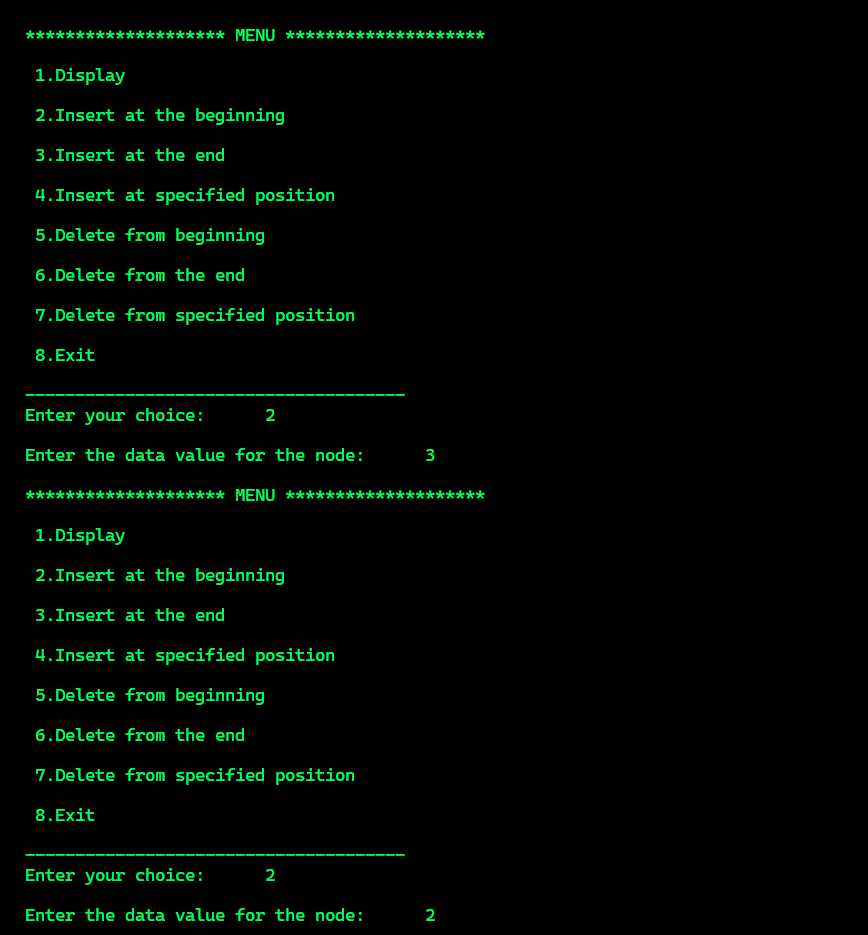 ******************** MENU ********************
1.Display
2.Insert at the beginning
3.Insert at the end
4.Insert at specified position
5.Delete from beginning
6.Delete from the end
7.Delete from specified position
8.Exit
______________________________________
Enter your choice:      2
Enter the data value for the node:      3
******************** MENU ********************
1.Display
2.Insert at the beginning
3.Insert at the end
4.Insert at specified position
5.Delete from beginning
6.Delete from the end
7.Delete from specified position
8.Exit
______________________________________
Enter your choice:      2
Enter the data value for the node:      2